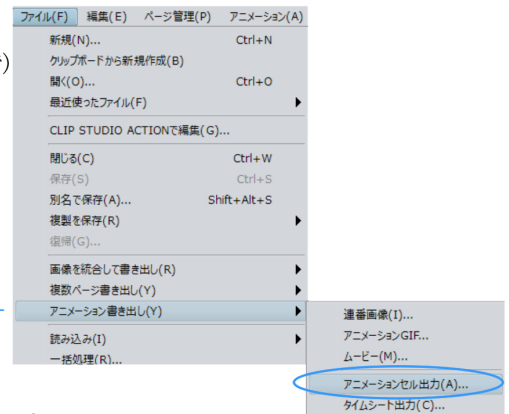 ファイル(F) 編集(E) ページ管理(P) アニメーション(A)
新規(N)... Ctrl+N
クリップボードから新規作成(B)
開く(O)... Ctrl+O
最近使ったファイル(F)
CLIP STUDIO ACTIONで編集(G)...
閉じる(C) Ctrl+W
保存(S) Ctrl+S
別名で保存(A)... Shift+Alt+S
複製を保存(R)
復帰(G)...
画像を統合して書き出し(R)
複数ページ書き出し(Y)
アニメーション書き出し(Y)
読み込み(I)
一括処理(R)...
連番画像(I)...
アニメーションGIF...
ムービー(M)...
アニメーションセル出力(A)...
タイムシート出力(C)...